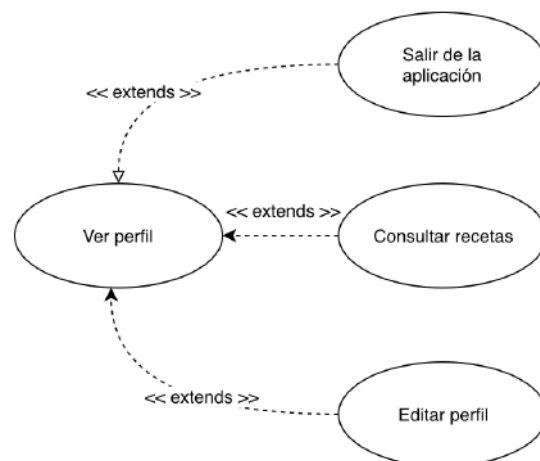 Salir de la
aplicación
<< extends >>
Ver perfil
<< extends >>
Consultar recetas
<< extends >>
Editar perfil